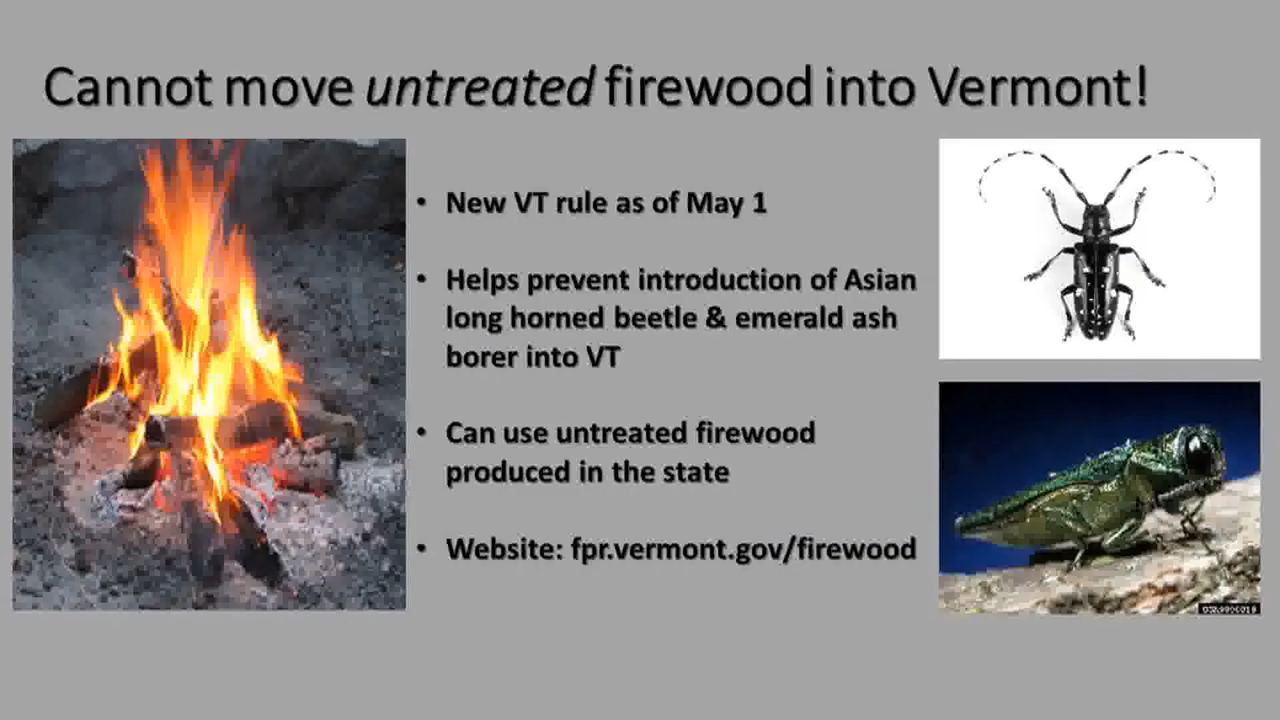 Cannot move untreated firewood into Vermont!
• New VT rule as of May 1
• Helps prevent introduction of Asian
long horned beetle & emerald ash
borer into VT
• Can use untreated firewood
produced in the state
• Website: fpr.vermont.gov/firewood